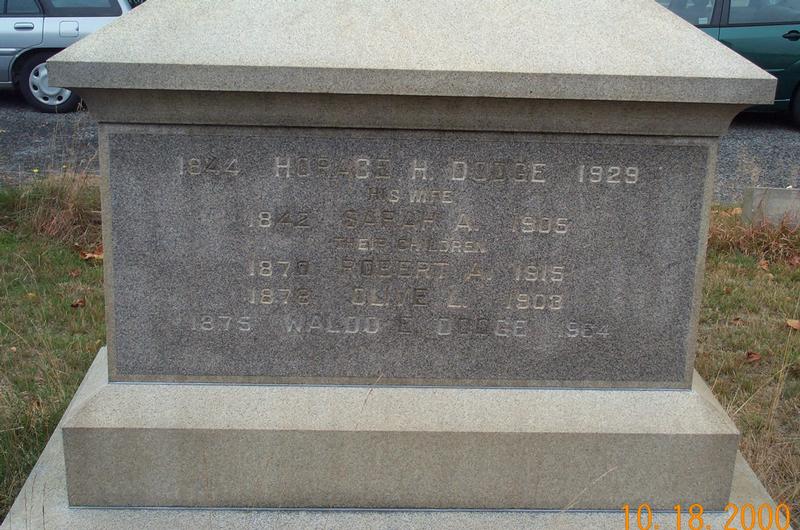 1844 HORACE H. DODGE 1929
HIS WIFE
1842 SARAH A. 1905
THEIR CHILDREN
1870 ROBERT A. 1915
1873 OLIVE L. 1903
1875 WALDO E. DODGE 1964
10.18.2000